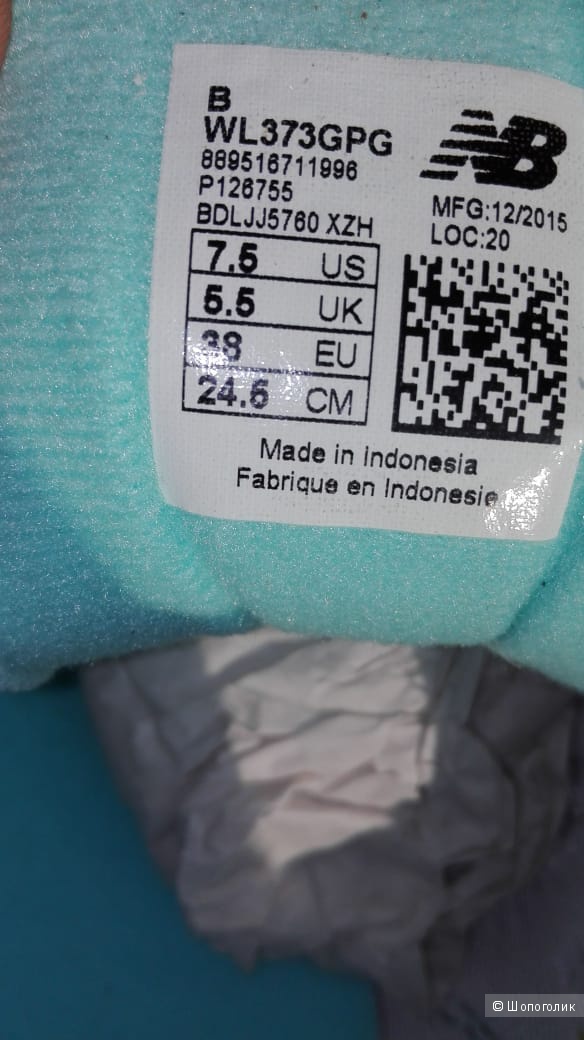 B
WL373GPG
889516711996
P126755
BDLJJ5760 XZH
NB
MFG:12/2015
LOC:20
7.5 US
5.5 UK
38 EU
24.5 CM
Made in Indonesia
Fabrique en Indonesie
© Шопоголик